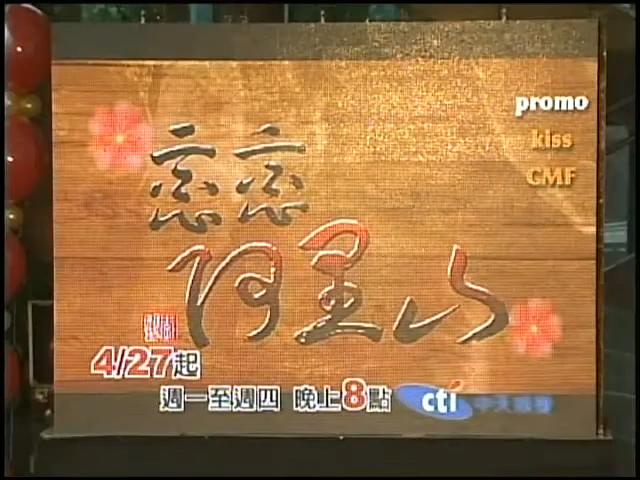 promo
kiss
CMF
戀戀
阿里山
4/27起
週一至週四 晚上8點
cti